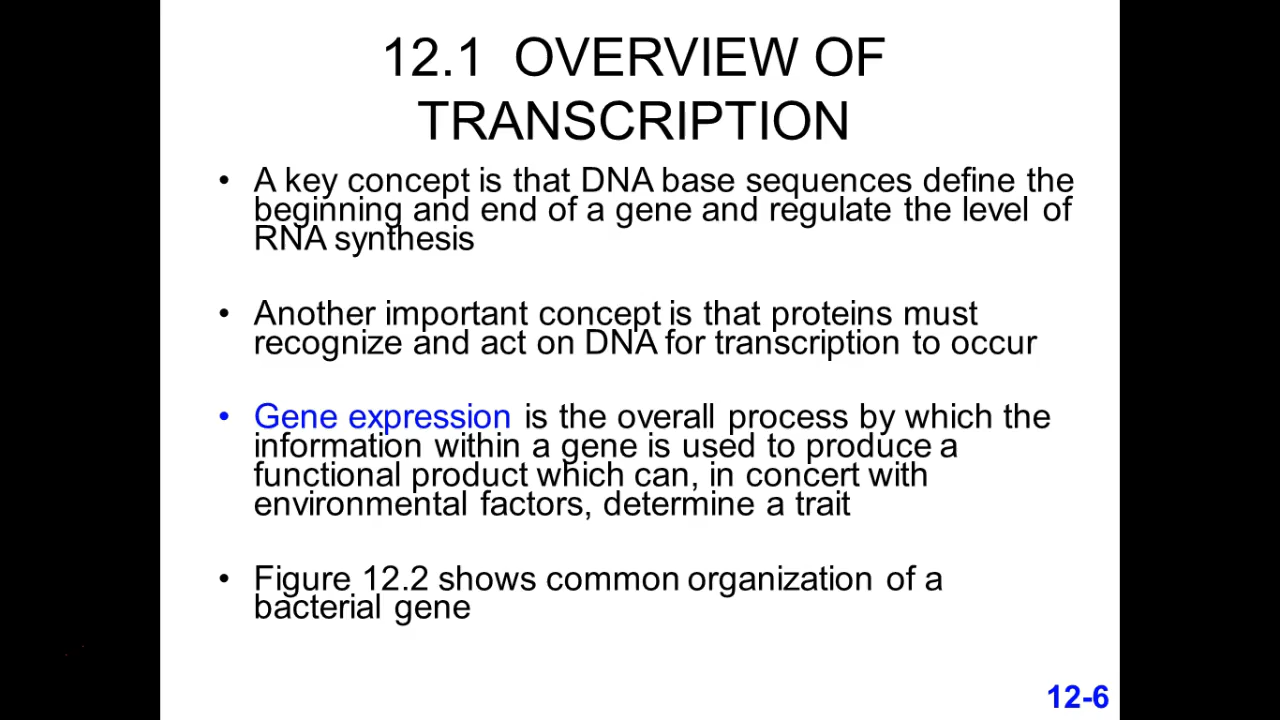 12.1 OVERVIEW OF
TRANSCRIPTION
• A key concept is that DNA base sequences define the
beginning and end of a gene and regulate the level of
RNA synthesis
• Another important concept is that proteins must
recognize and act on DNA for transcription to occur
• Gene expression is the overall process by which the
information within a gene is used to produce a
functional product which can, in concert with
environmental factors, determine a trait
• Figure 12.2 shows common organization of a
bacterial gene
12-6